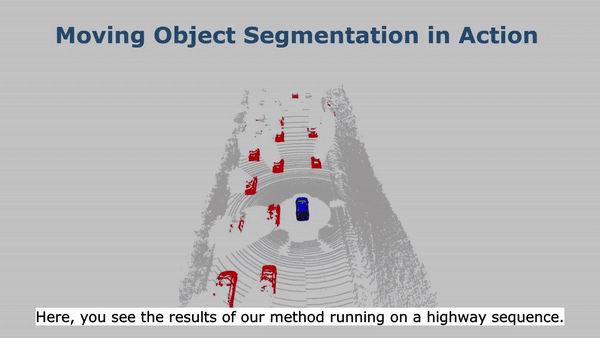 Moving Object Segmentation in Action
Here, you see the results of our method running on a highway sequence.